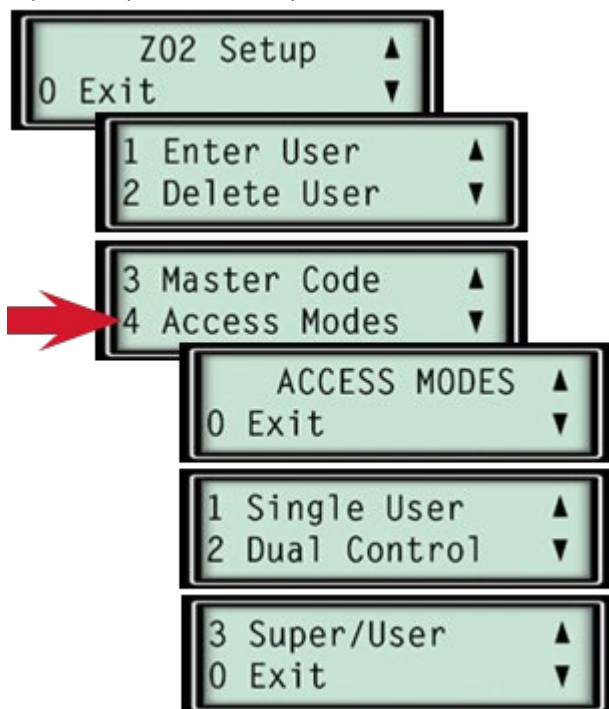 Z02 Setup ▲
0 Exit ▼
1 Enter User ▲
2 Delete User ▼
3 Master Code ▲
4 Access Modes ▼
ACCESS MODES ▲
0 Exit ▼
1 Single User ▲
2 Dual Control ▼
3 Super/User ▲
0 Exit ▼